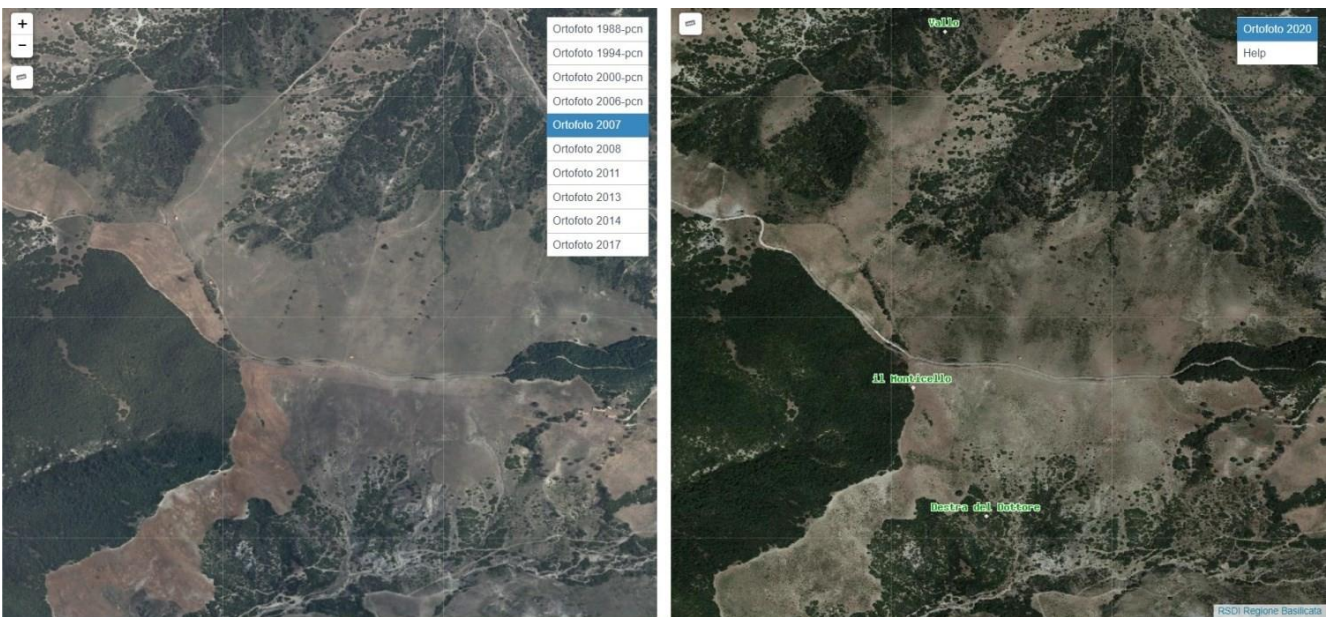 +
−
Ortofoto 1988-pcn
Ortofoto 1994-pcn
Ortofoto 2000-pcn
Ortofoto 2006-pcn
Ortofoto 2007
Ortofoto 2008
Ortofoto 2011
Ortofoto 2013
Ortofoto 2014
Ortofoto 2017
Vallo
Ortofoto 2020
Help
il Monticello
Destra del Dottore
RSDI Regione Basilicata